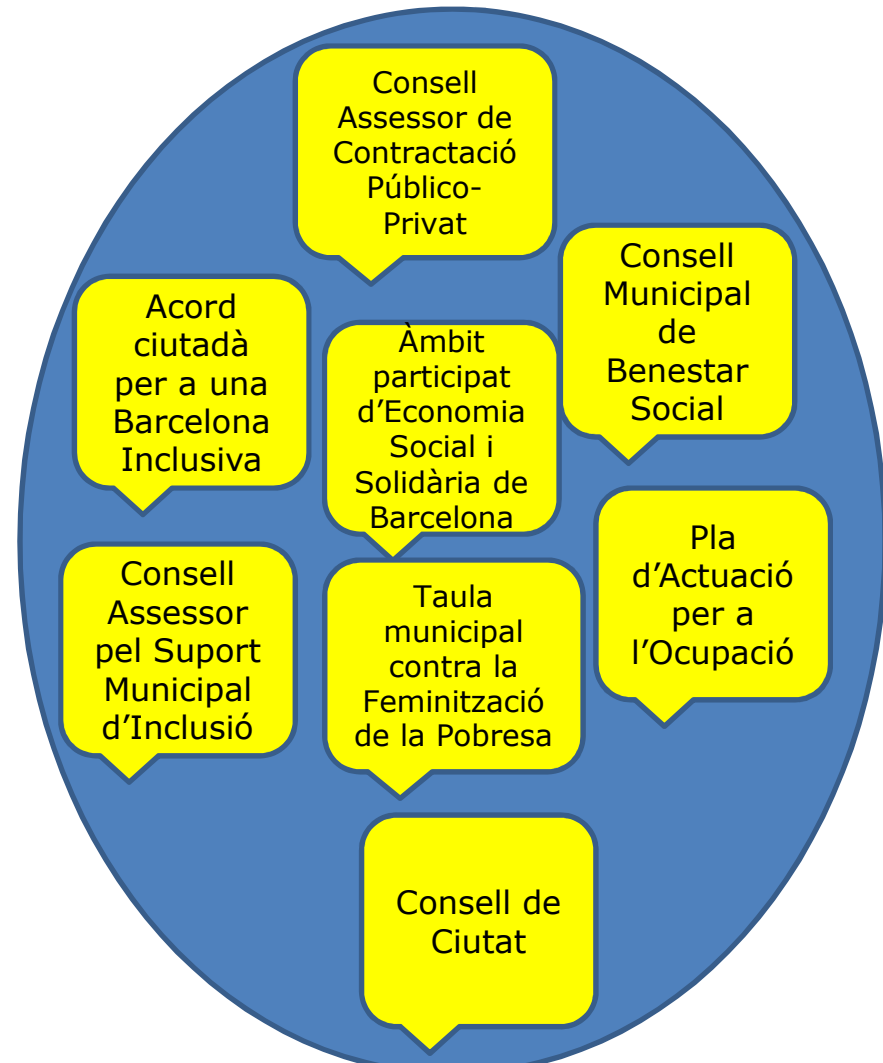 Consell
Assessor de
Contractació
Público-
Privat
Consell
Municipal
de
Benestar
Social
Acord
ciutadà
per a una
Barcelona
Inclusiva
Àmbit
participat
d’Economia
Social i
Solidària de
Barcelona
Pla
d’Actuació
per a
l’Ocupació
Consell
Assessor
pel Suport
Municipal
d’Inclusió
Taula
municipal
contra la
Feminització
de la Pobresa
Consell de
Ciutat